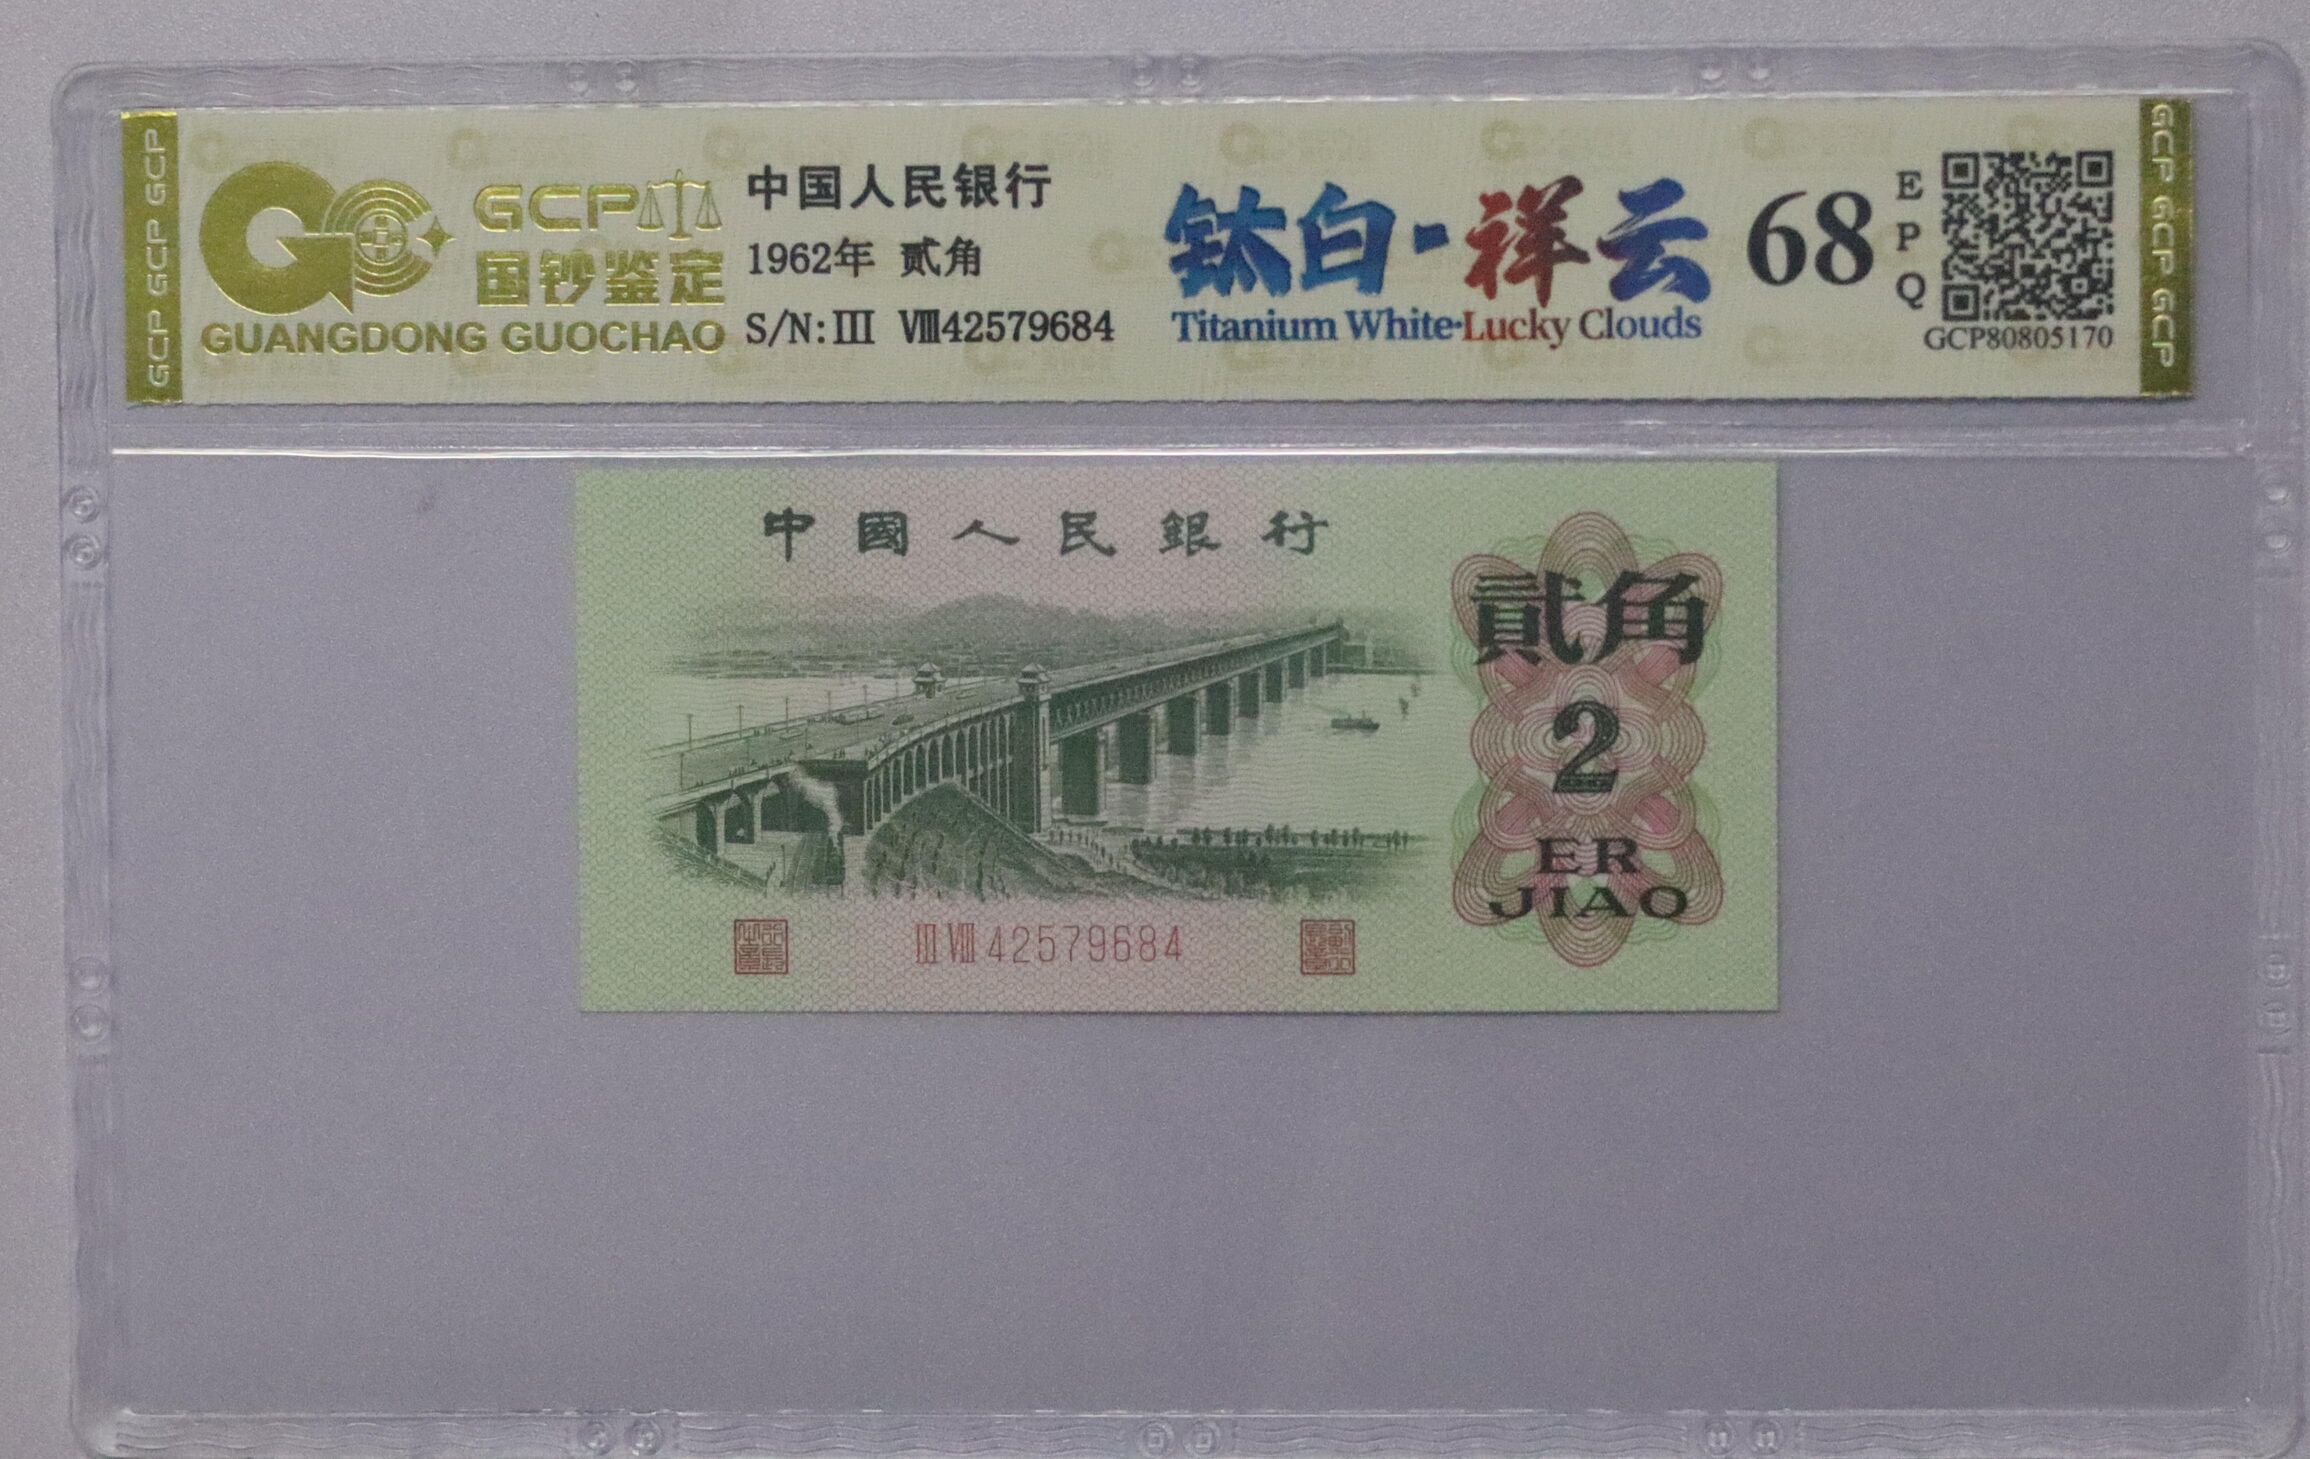 GCP GCP GCP
GCP
国钞鉴定
GUANGDONG GUOCHAO
中国人民银行
1962年 贰角
S/N:III VIII42579684
钛白·祥云
Titanium White·Lucky Clouds
68
EPQ
GCP80805170
GCP GCP GCP
中國人民銀行
貳角
2
ER
JIAO
III VIII 42579684